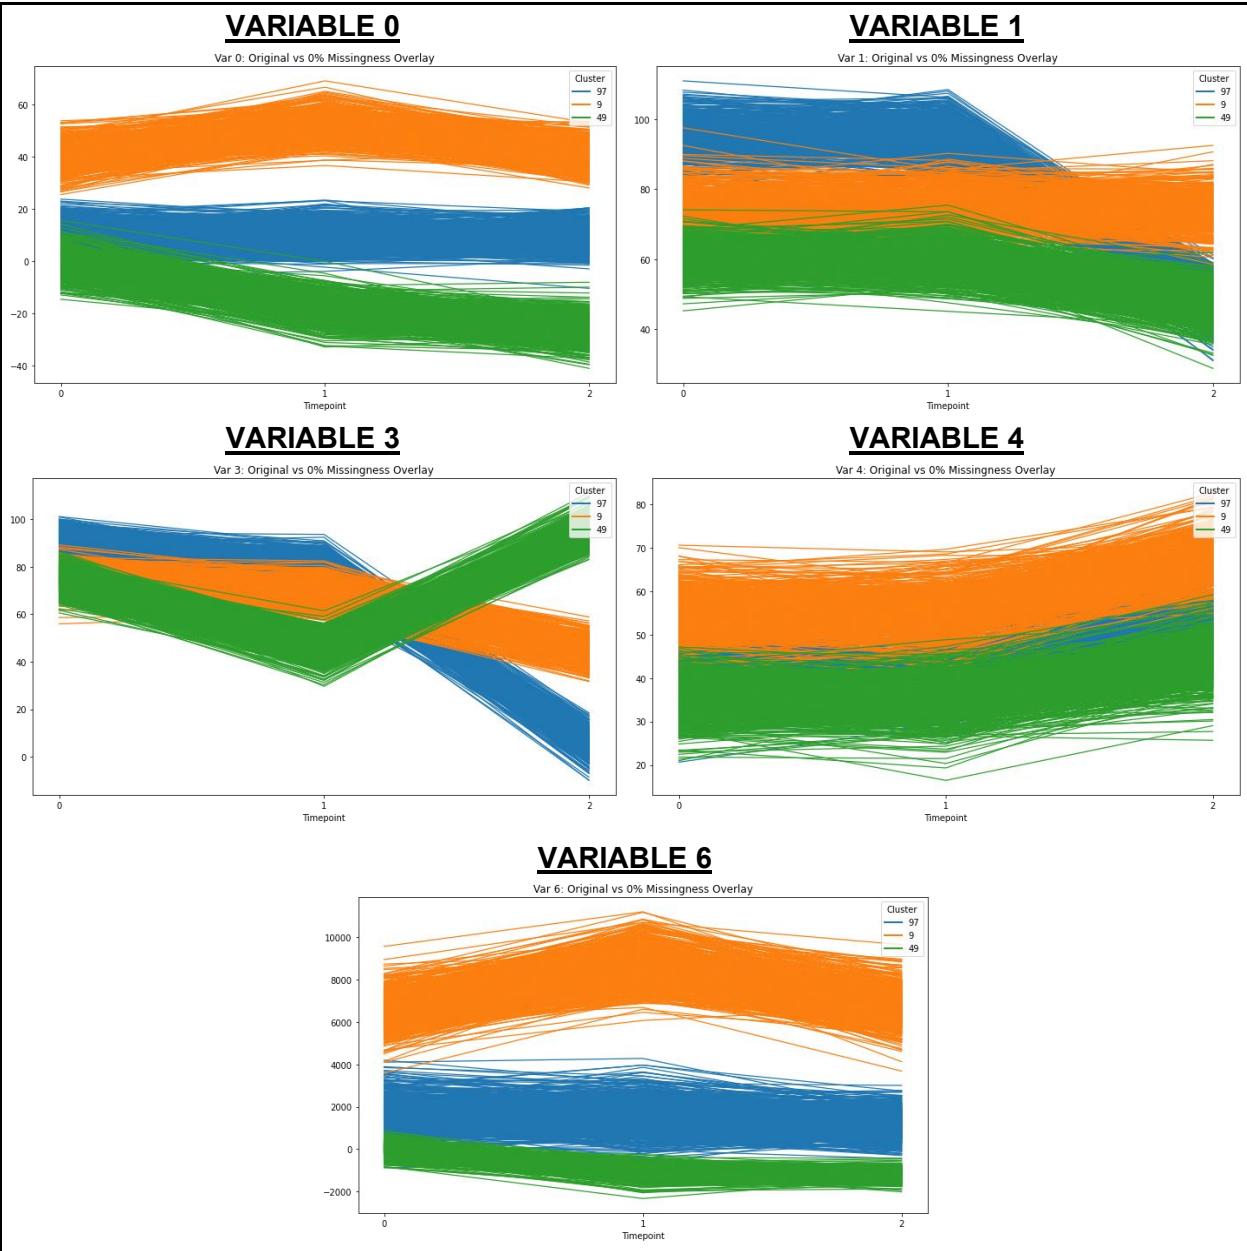 VARIABLE 0
Var 0: Original vs 0% Missingness Overlay
Cluster
97
9
49
60
40
20
0
−20
−40
0 1 2
Timepoint
VARIABLE 1
Var 1: Original vs 0% Missingness Overlay
Cluster
97
9
49
100
80
60
40
0 1 2
Timepoint
VARIABLE 3
Var 3: Original vs 0% Missingness Overlay
Cluster
97
9
49
100
80
60
40
20
0
0 1 2
Timepoint
VARIABLE 4
Var 4: Original vs 0% Missingness Overlay
Cluster
97
9
49
80
70
60
50
40
30
20
0 1 2
Timepoint
VARIABLE 6
Var 6: Original vs 0% Missingness Overlay
Cluster
97
9
49
10000
8000
6000
4000
2000
0
−2000
0 1 2
Timepoint